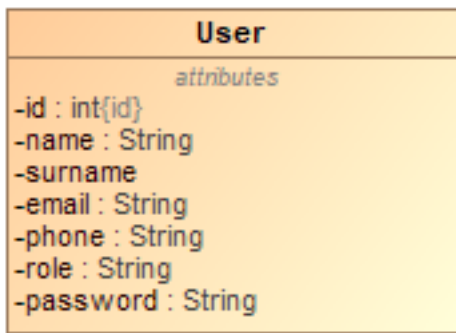 User
attributes
-id : int{id}
-name : String
-surname
-email : String
-phone : String
-role : String
-password : String